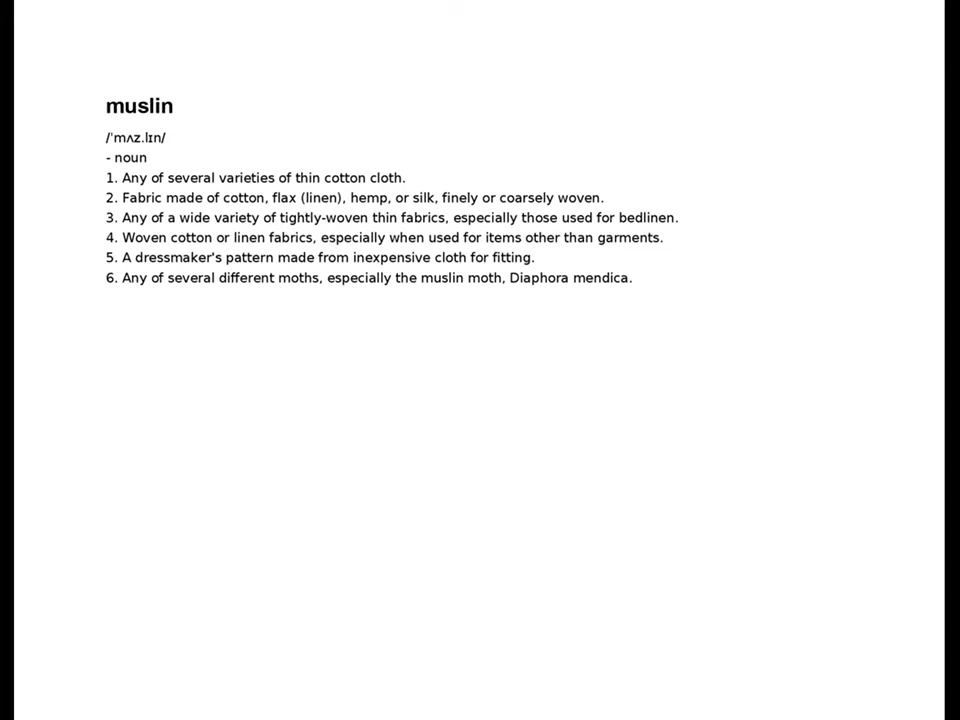 muslin
/ˈmʌz.lɪn/
- noun
1. Any of several varieties of thin cotton cloth.
2. Fabric made of cotton, flax (linen), hemp, or silk, finely or coarsely woven.
3. Any of a wide variety of tightly-woven thin fabrics, especially those used for bedlinen.
4. Woven cotton or linen fabrics, especially when used for items other than garments.
5. A dressmaker's pattern made from inexpensive cloth for fitting.
6. Any of several different moths, especially the muslin moth, Diaphora mendica.